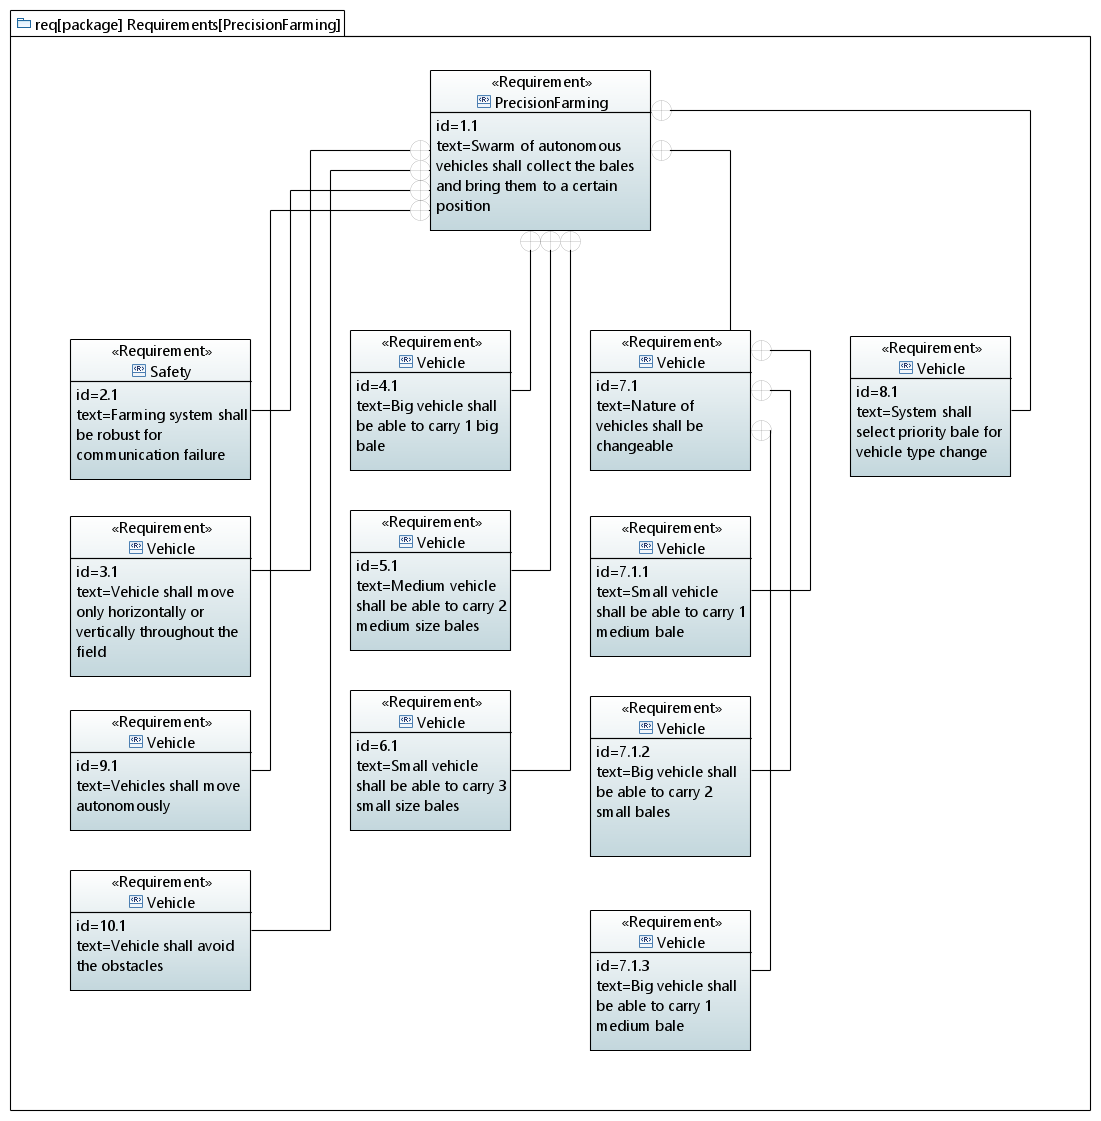 req[package] Requirements[PrecisionFarming]
«Requirement»
PrecisionFarming
id=1.1
text=Swarm of autonomous
vehicles shall collect the bales
and bring them to a certain
position
«Requirement»
Safety
id=2.1
text=Farming system shall
be robust for
communication failure
«Requirement»
Vehicle
id=4.1
text=Big vehicle shall
be able to carry 1 big
bale
«Requirement»
Vehicle
id=7.1
text=Nature of
vehicles shall be
changeable
«Requirement»
Vehicle
id=8.1
text=System shall
select priority bale for
vehicle type change
«Requirement»
Vehicle
id=3.1
text=Vehicle shall move
only horizontally or
vertically throughout the
field
«Requirement»
Vehicle
id=5.1
text=Medium vehicle
shall be able to carry 2
medium size bales
«Requirement»
Vehicle
id=7.1.1
text=Small vehicle
shall be able to carry 1
medium bale
«Requirement»
Vehicle
id=9.1
text=Vehicles shall move
autonomously
«Requirement»
Vehicle
id=6.1
text=Small vehicle
shall be able to carry 3
small size bales
«Requirement»
Vehicle
id=7.1.2
text=Big vehicle shall
be able to carry 2
small bales
«Requirement»
Vehicle
id=10.1
text=Vehicle shall avoid
the obstacles
«Requirement»
Vehicle
id=7.1.3
text=Big vehicle shall
be able to carry 1
medium bale